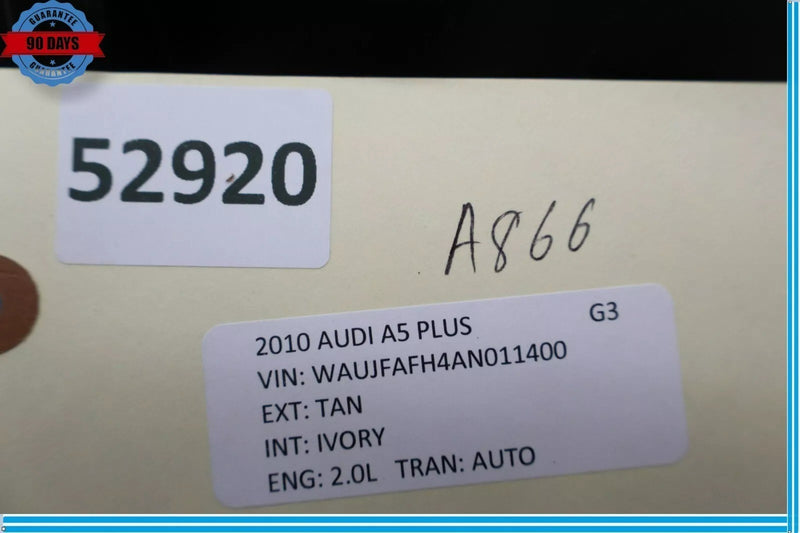 GUARANTEE
90 DAYS
GUARANTEE
52920
A866
2010 AUDI A5 PLUS G3
VIN: WAUJFAFH4AN011400
EXT: TAN
INT: IVORY
ENG: 2.0L TRAN: AUTO